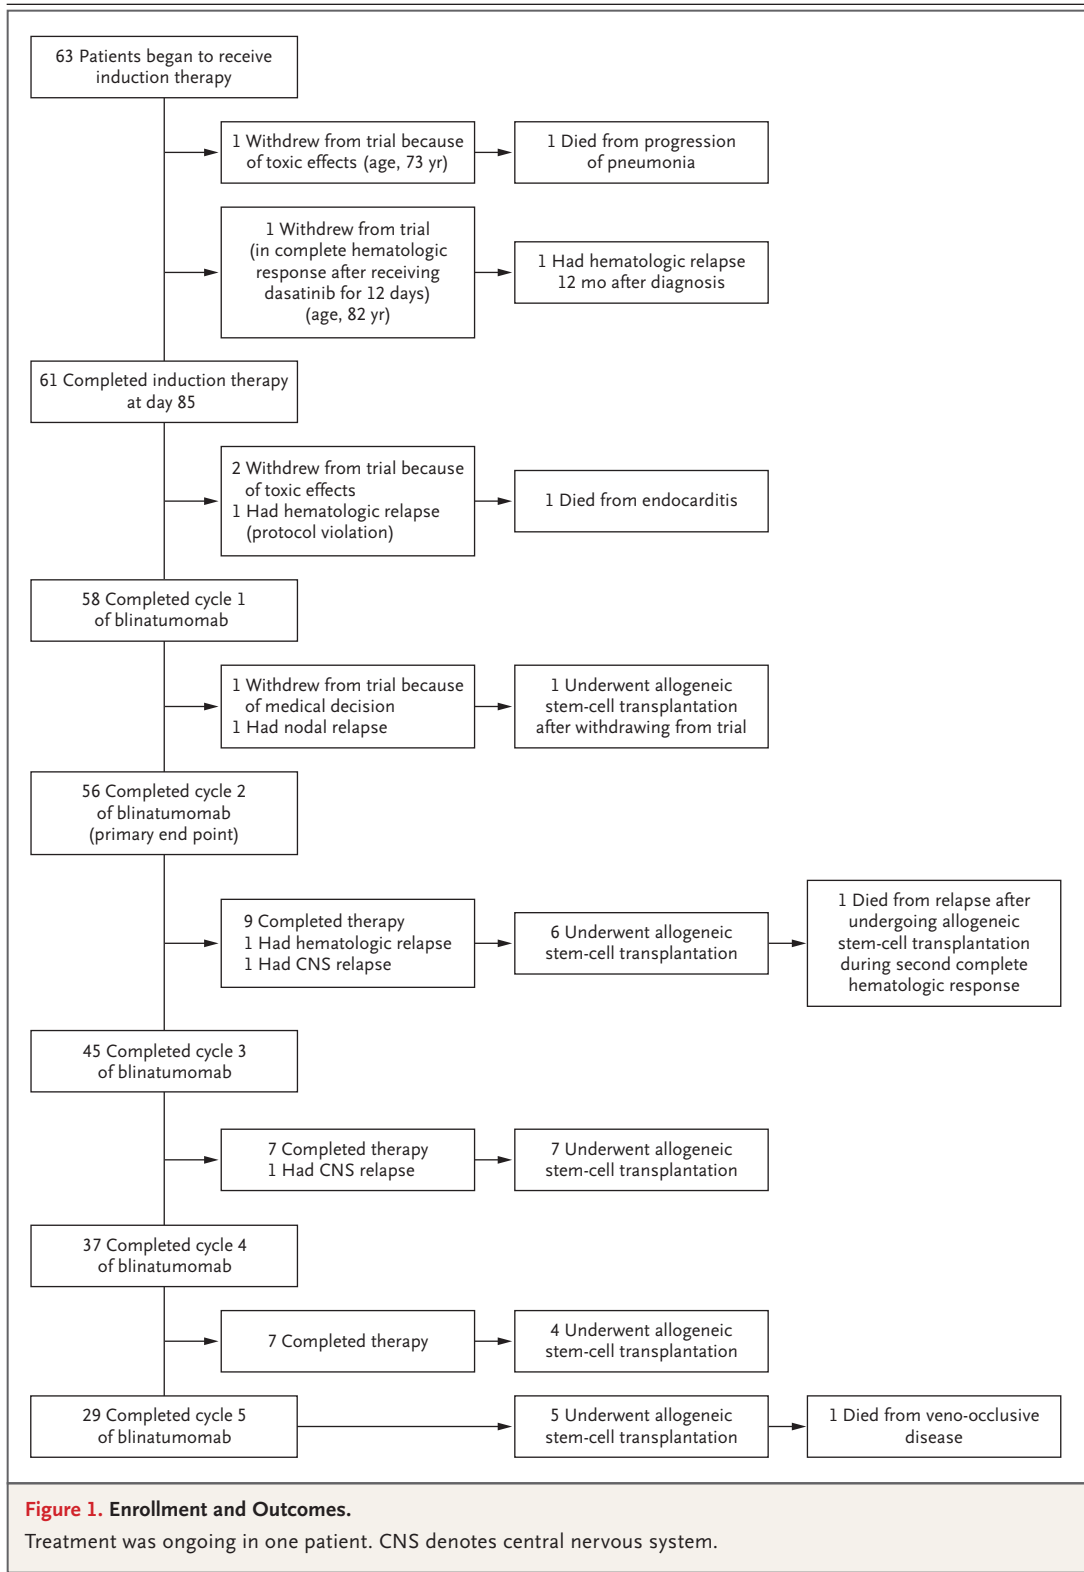 63 Patients began to receive
induction therapy
1 Withdrew from trial because
of toxic effects (age, 73 yr)
1 Died from progression
of pneumonia
1 Withdrew from trial
(in complete hematologic
response after receiving
dasatinib for 12 days)
(age, 82 yr)
1 Had hematologic relapse
12 mo after diagnosis
61 Completed induction therapy
at day 85
2 Withdrew from trial because
of toxic effects
1 Had hematologic relapse
(protocol violation)
1 Died from endocarditis
58 Completed cycle 1
of blinatumomab
1 Withdrew from trial because
of medical decision
1 Had nodal relapse
1 Underwent allogeneic
stem-cell transplantation
after withdrawing from trial
56 Completed cycle 2
of blinatumomab
(primary end point)
9 Completed therapy
1 Had hematologic relapse
1 Had CNS relapse
6 Underwent allogeneic
stem-cell transplantation
1 Died from relapse after
undergoing allogeneic
stem-cell transplantation
during second complete
hematologic response
45 Completed cycle 3
of blinatumomab
7 Completed therapy
1 Had CNS relapse
7 Underwent allogeneic
stem-cell transplantation
37 Completed cycle 4
of blinatumomab
7 Completed therapy
4 Underwent allogeneic
stem-cell transplantation
29 Completed cycle 5
of blinatumomab
5 Underwent allogeneic
stem-cell transplantation
1 Died from veno-occlusive
disease
Figure 1. Enrollment and Outcomes.
Treatment was ongoing in one patient. CNS denotes central nervous system.